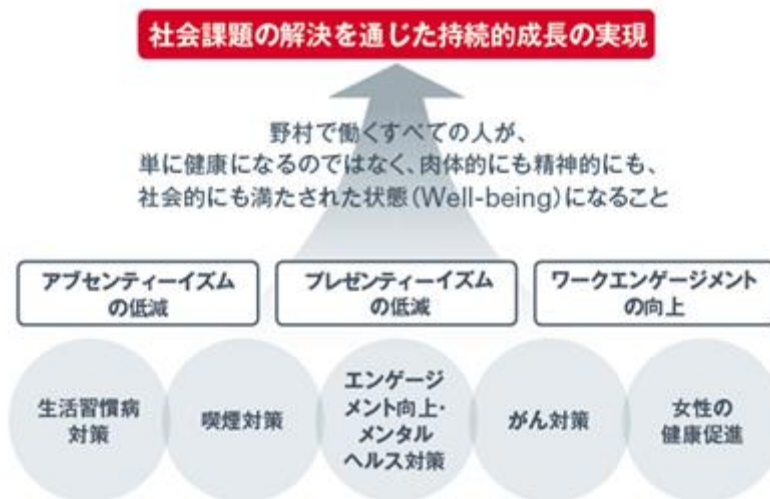 社会課題の解決を通じた持続的成長の実現
野村で働くすべての人が、
単に健康になるのではなく、肉体的にも精神的にも、
社会的にも満たされた状態(Well-being)になること
アブセンティーイズム
の低減
プレゼンティーイズム
の低減
ワークエンゲージメント
の向上
生活習慣病
対策
喫煙対策
エンゲージ
メント向上・
メンタル
ヘルス対策
がん対策
女性の
健康促進